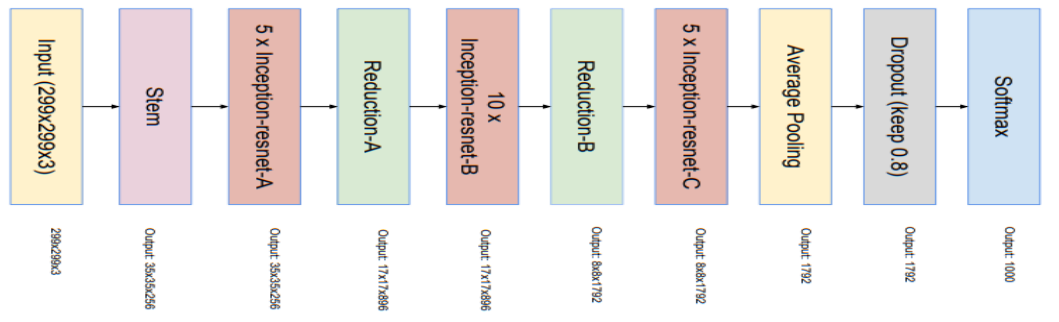 Input (299x299x3)
Stem
5 x Inception-resnet-A
Reduction-A
10 x
Inception-resnet-B
Reduction-B
5 x Inception-resnet-C
Average Pooling
Dropout (keep 0.8)
Softmax
299x299x3
Output: 35x35x256
Output: 35x35x256
Output: 17x17x896
Output: 17x17x896
Output: 8x8x1792
Output: 8x8x1792
Output: 1792
Output: 1792
Output: 1000